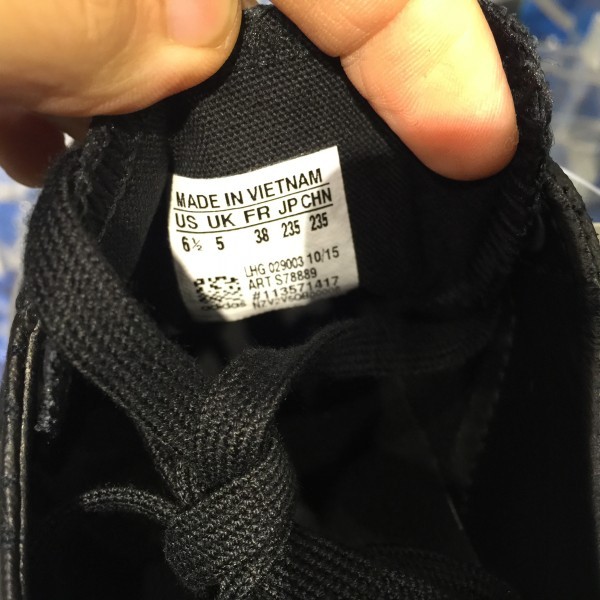 MADE IN VIETNAM
US UK FR JP CHN
6½ 5 38 235 235
LHG 029003 10/15
ART S78889
#113571417
adidas